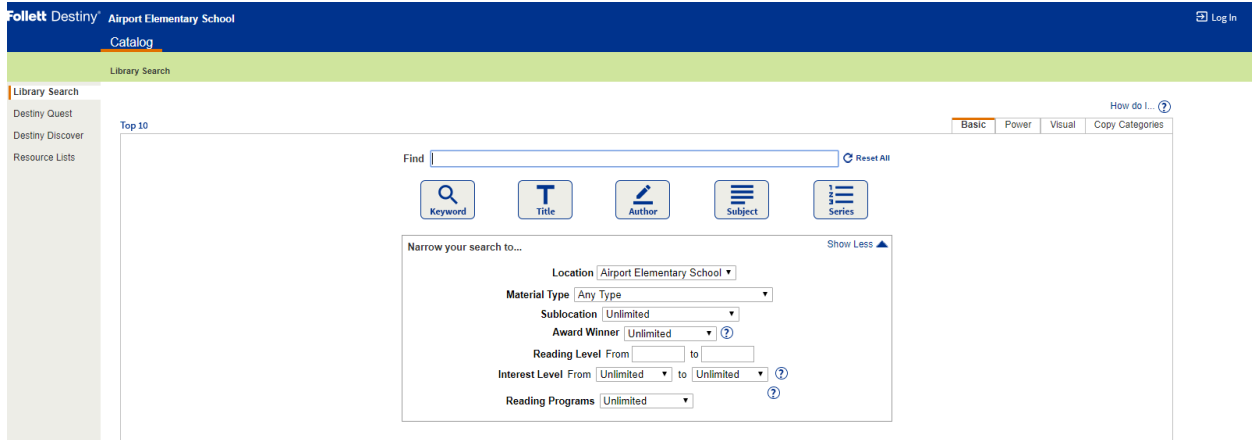 Follett Destiny® Airport Elementary School
Log In
Catalog
Library Search
Library Search
Destiny Quest
Destiny Discover
Resource Lists
How do I... ?
Top 10
Basic Power Visual Copy Categories
Find Reset All
Keyword Title Author Subject Series
Narrow your search to... Show Less
Location Airport Elementary School
Material Type Any Type
Sublocation Unlimited
Award Winner Unlimited ?
Reading Level From to
Interest Level From Unlimited to Unlimited ?
?
Reading Programs Unlimited